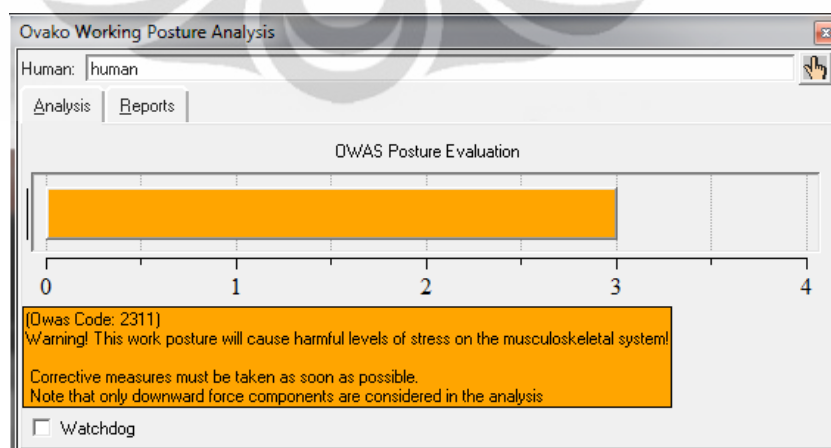 Ovako Working Posture Analysis
Human: human
Analysis Reports
OWAS Posture Evaluation
0 1 2 3 4
(Owas Code: 2311)
Warning! This work posture will cause harmful levels of stress on the musculoskeletal system!
Corrective measures must be taken as soon as possible.
Note that only downward force components are considered in the analysis
Watchdog